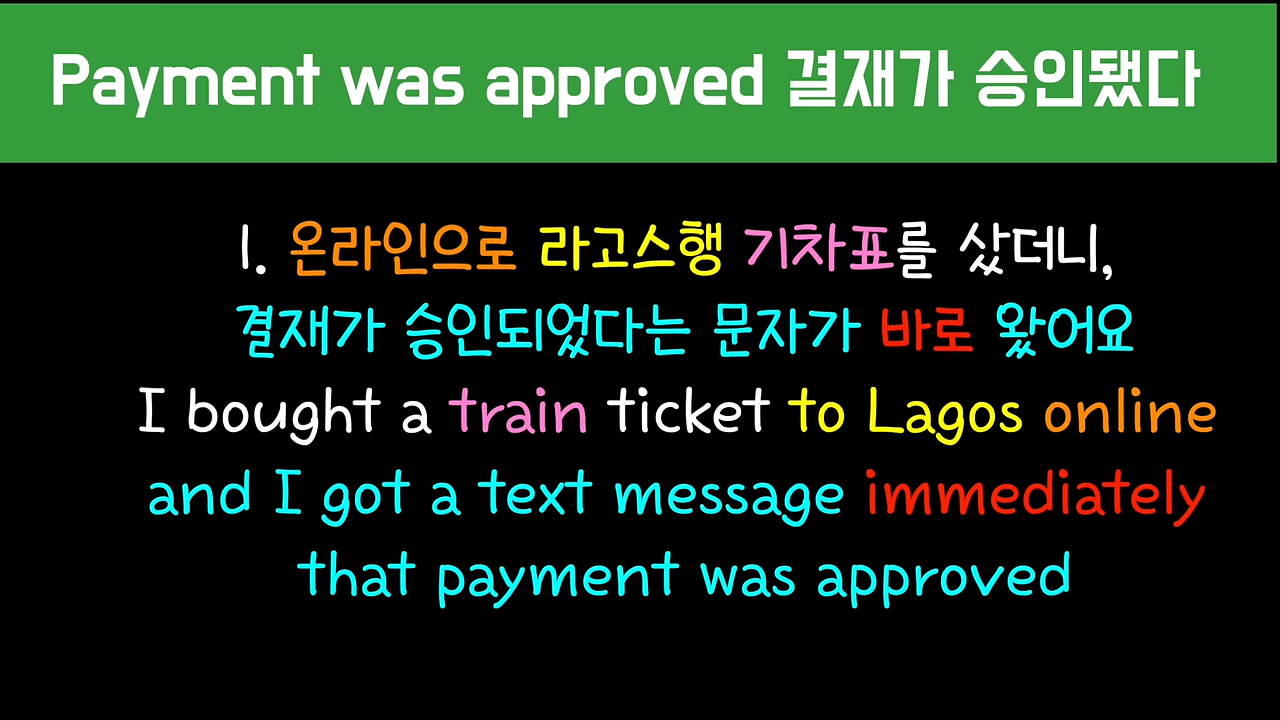 Payment was approved 결재가 승인됐다
1. 온라인으로 라고스행 기차표를 샀더니,
결재가 승인되었다는 문자가 바로 왔어요
I bought a train ticket to Lagos online
and I got a text message immediately
that payment was approved